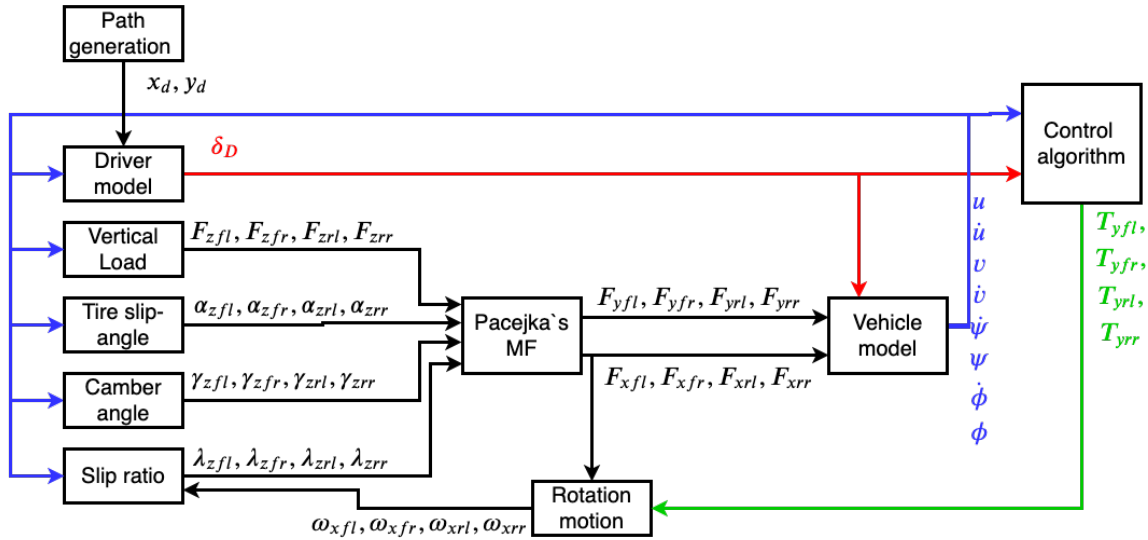 Path
generation
x_d, y_d
Driver
model
δ_D
Control
algorithm
Vertical
Load
F_zfl, F_zfr, F_zrl, F_zrr
Tire slip-
angle
α_zfl, α_zfr, α_zrl, α_zrr
Camber
angle
γ_zfl, γ_zfr, γ_zrl, γ_zrr
Slip ratio
λ_zfl, λ_zfr, λ_zrl, λ_zrr
Pacejka`s
MF
F_yfl, F_yfr, F_yrl, F_yrr
F_xfl, F_xfr, F_xrl, F_xrr
Vehicle
model
u
u̇
v
v̇
ψ̇
ψ
ϕ̇
ϕ
T_yfl,
T_yfr,
T_yrl,
T_yrr
Rotation
motion
ω_xfl, ω_xfr, ω_xrl, ω_xrr